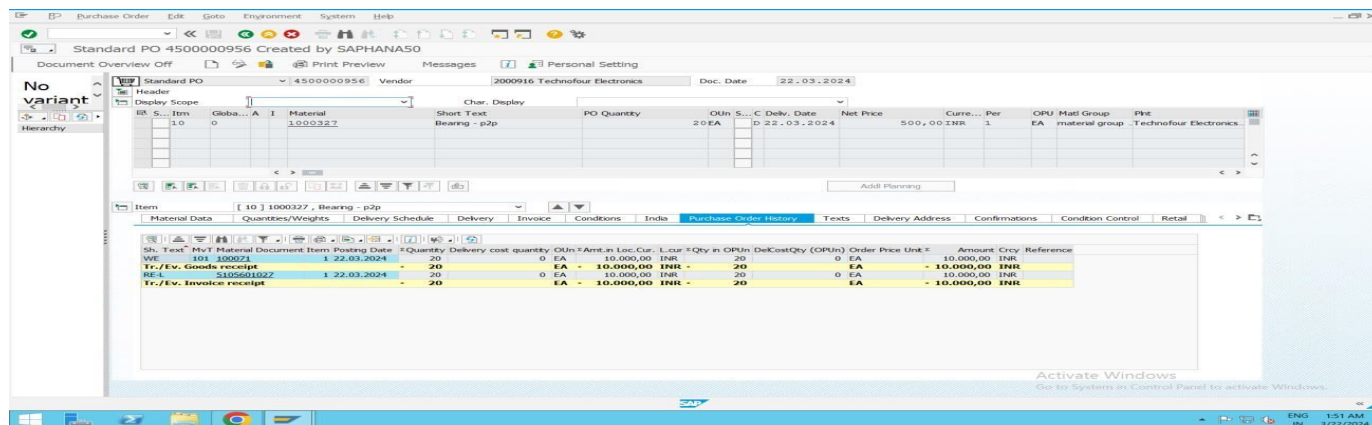 Purchase Order Edit Goto Environment System Help
Standard PO 4500000956 Created by SAPHANA50
Document Overview Off Print Preview Messages Personal Setting
No variant
Hierarchy
Standard PO 4500000956 Vendor 2000916 Technofour Electronics Doc. Date 22.03.2024
Header
Display Scope Char. Display
S... Itm Globa... A I Material Short Text PO Quantity OUn S... C Deliv. Date Net Price Curre... Per OPU Matl Group Plnt
10 0 1000327 Bearing - p2p 20 EA D 22.03.2024 500,00 INR 1 EA material group Technofour Electronics..
Addl Planning
Item [ 10 ] 1000327 , Bearing - p2p
Material Data Quantities/Weights Delivery Schedule Delivery Invoice Conditions India Purchase Order History Texts Delivery Address Confirmations Condition Control Retail
Sh. Text MvT Material Document Item Posting Date Quantity Delivery cost quantity OUn Amt.in Loc.Cur. L.cur Qty in OPUn DelCostQty (OPUn) Order Price Unit Amount Crcy Reference
WE 101 100071 1 22.03.2024 20 0 EA 10.000,00 INR 20 0 EA 10.000,00 INR
Tr./Ev. Goods receipt • 20 EA • 10.000,00 INR • 20 EA • 10.000,00 INR
RE-L 5105601027 1 22.03.2024 20 0 EA 10.000,00 INR 20 0 EA 10.000,00 INR
Tr./Ev. Invoice receipt • 20 EA • 10.000,00 INR • 20 EA • 10.000,00 INR
Activate Windows
Go to System in Control Panel to activate Windows.
SAP
ENG 1:51 AM
IN 3/22/2024